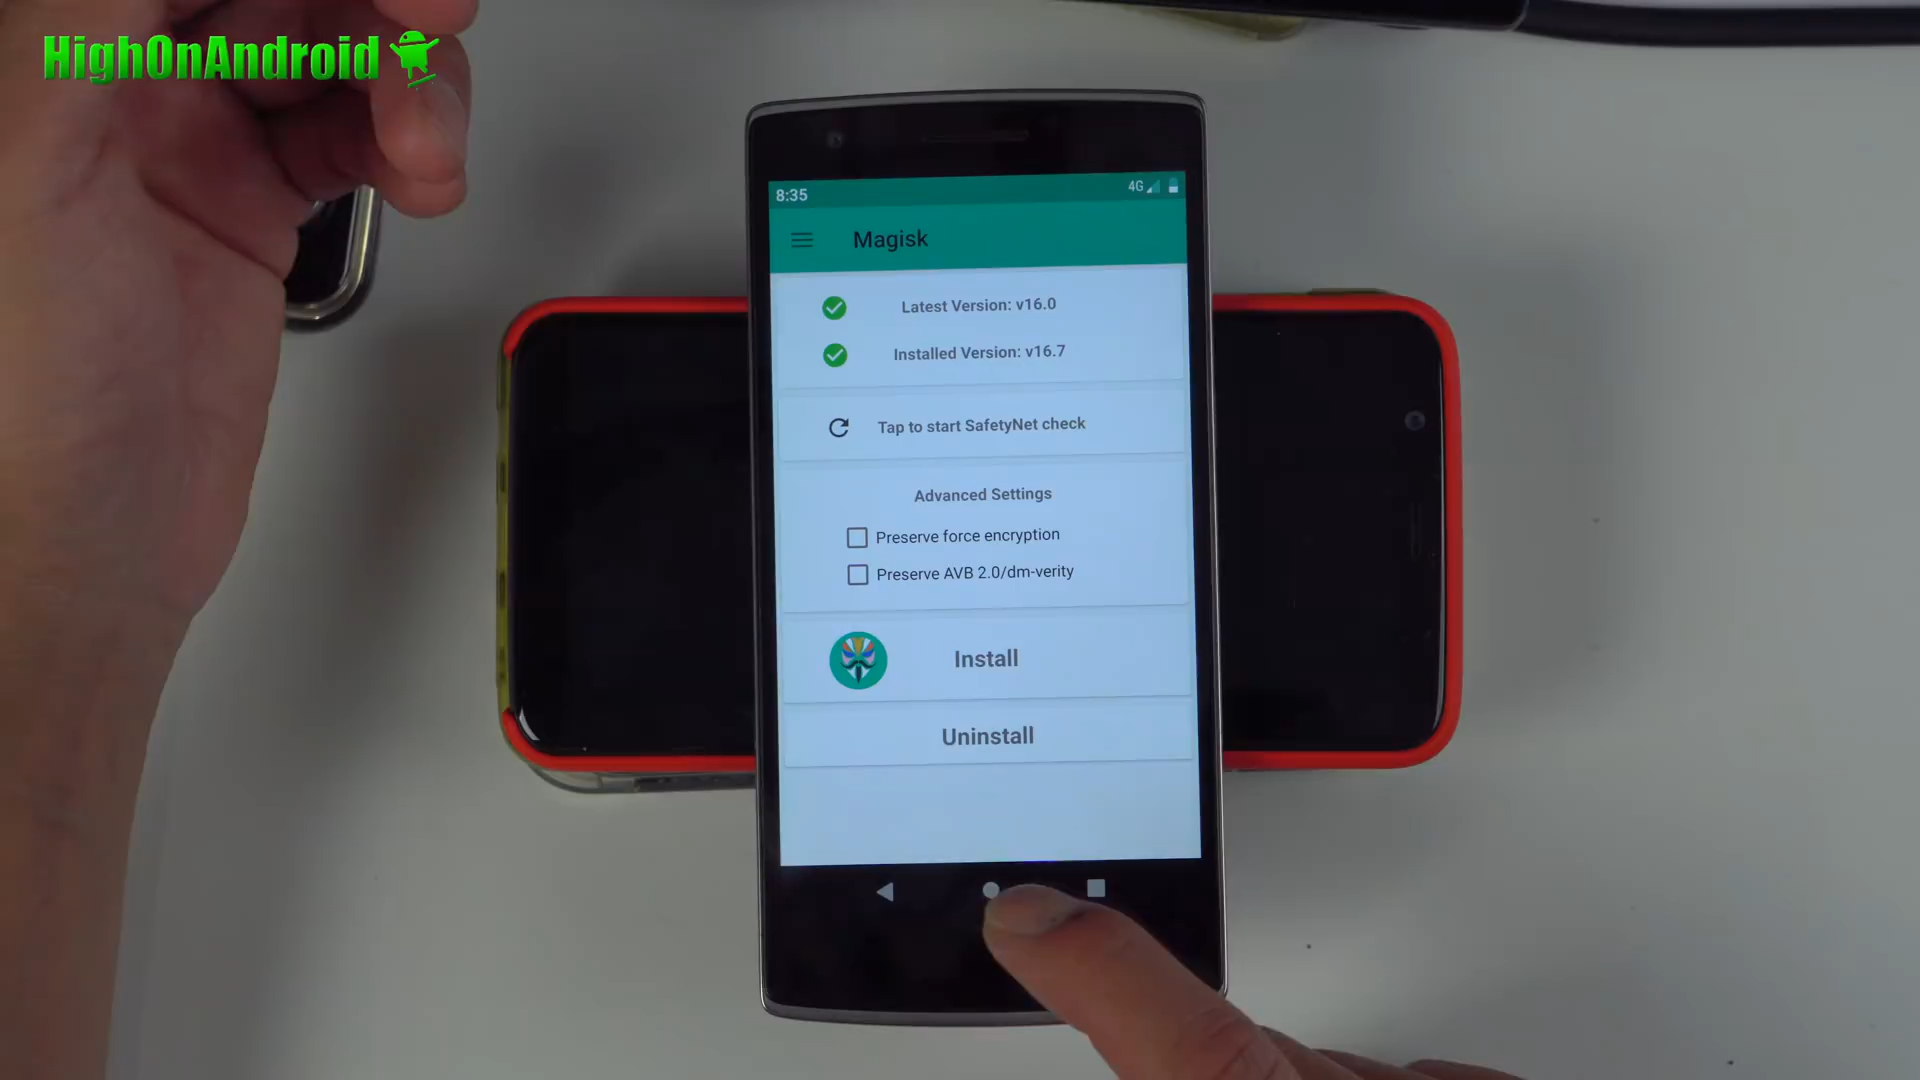 HighOnAndroid
8:35
4G
Magisk
Latest Version: v16.0
Installed Version: v16.7
Tap to start SafetyNet check
Advanced Settings
Preserve force encryption
Preserve AVB 2.0/dm-verity
Install
Uninstall